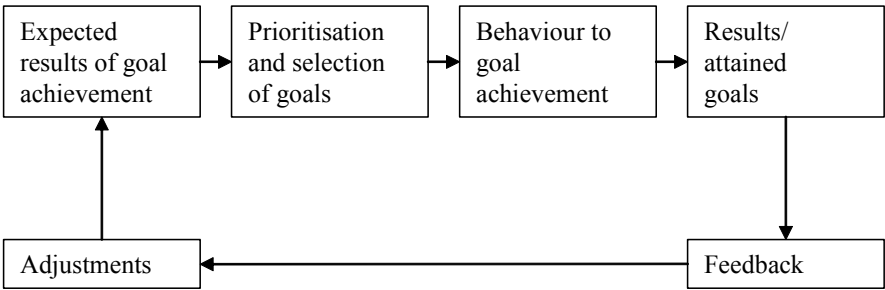 Expected
results of goal
achievement
Prioritisation
and selection
of goals
Behaviour to
goal
achievement
Results/
attained
goals
Adjustments
Feedback